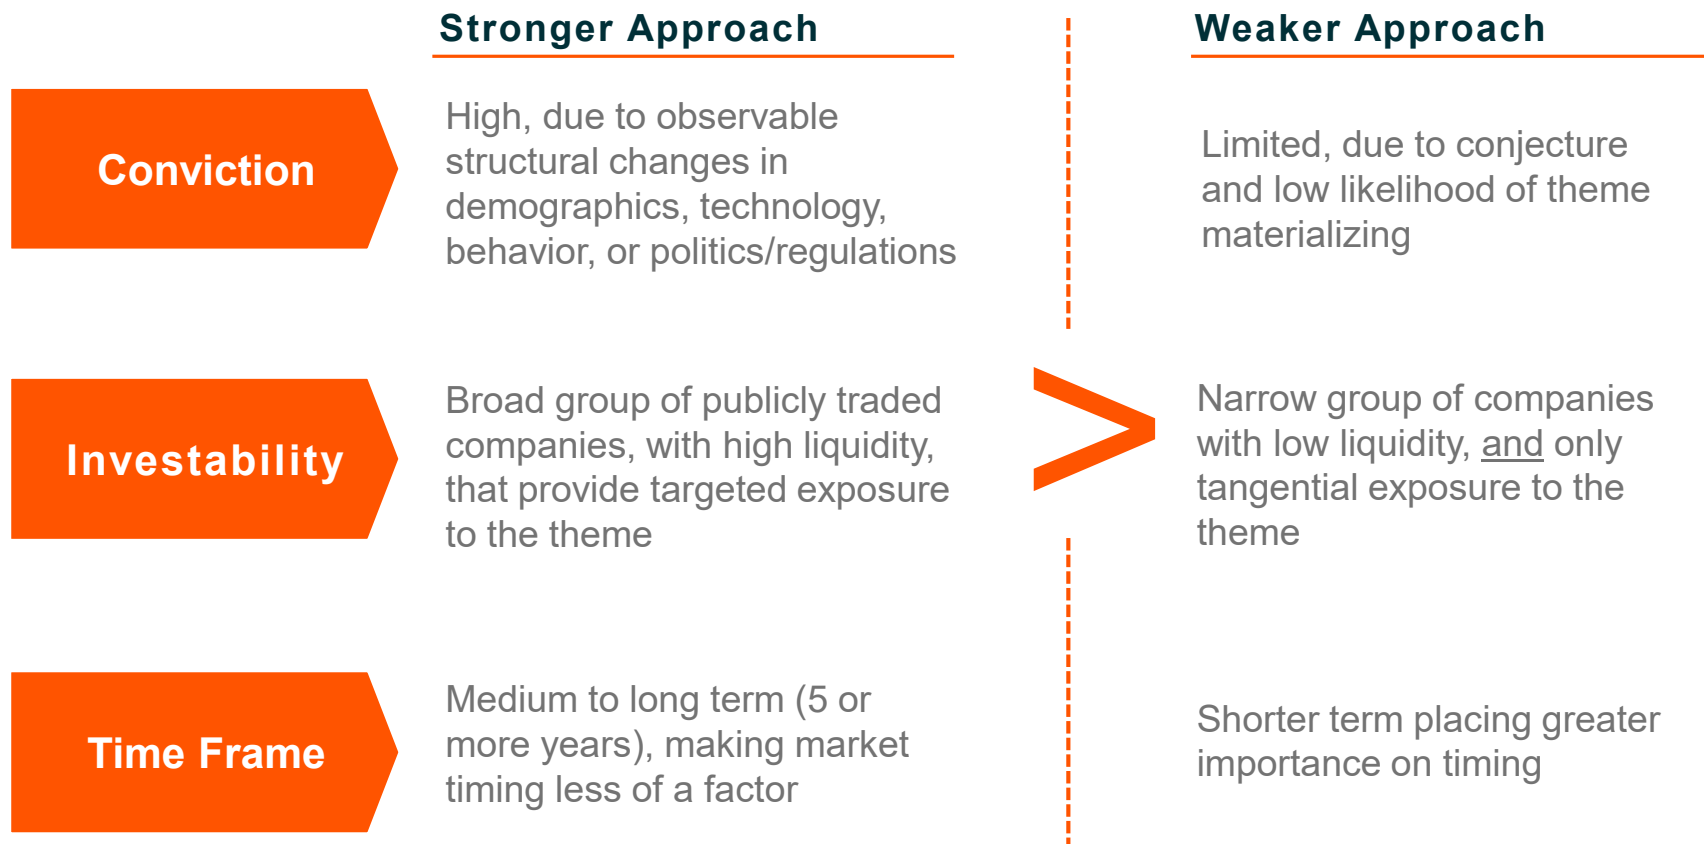 Stronger Approach
Weaker Approach
Conviction
High, due to observable
structural changes in
demographics, technology,
behavior, or politics/regulations
Limited, due to conjecture
and low likelihood of theme
materializing
Investability
Broad group of publicly traded
companies, with high liquidity,
that provide targeted exposure
to the theme
>
Narrow group of companies
with low liquidity, and only
tangential exposure to the
theme
Time Frame
Medium to long term (5 or
more years), making market
timing less of a factor
Shorter term placing greater
importance on timing